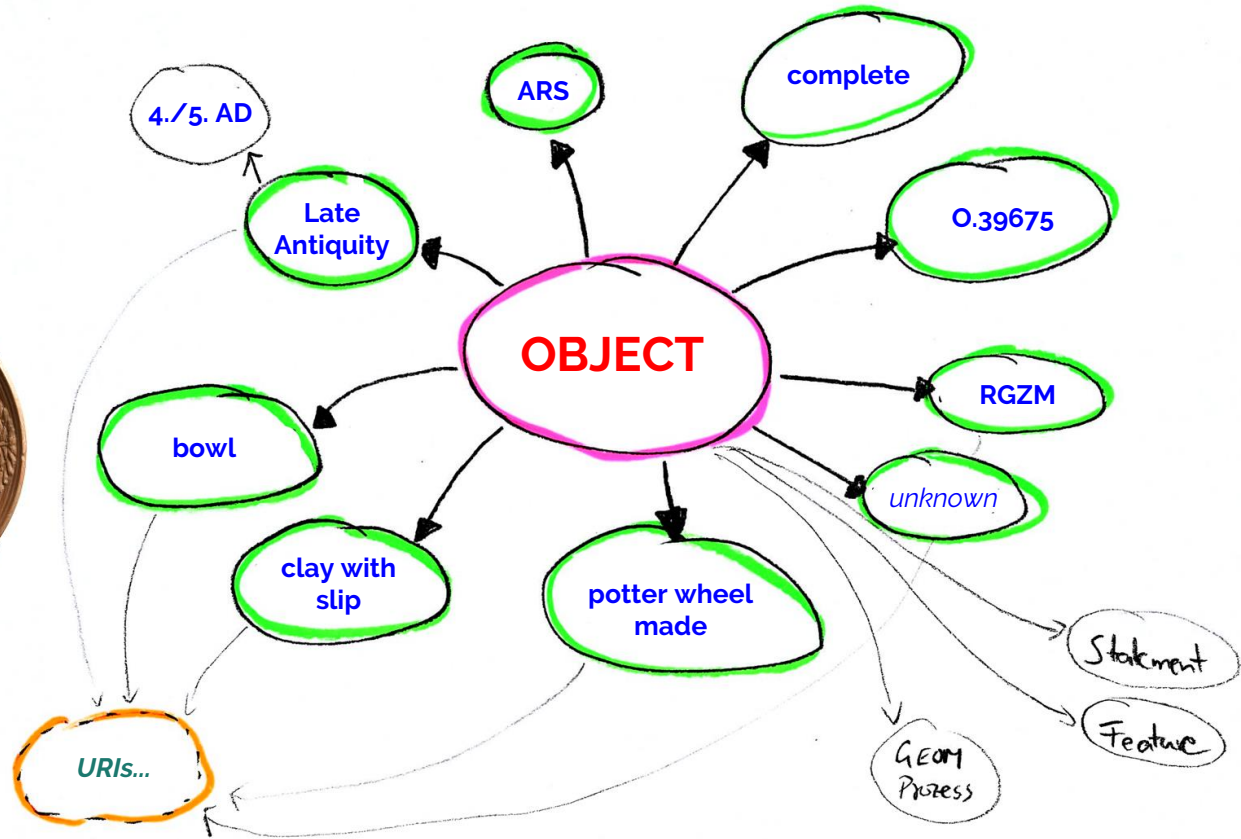 ARS
complete
4./5. AD
Late
Antiquity
O.39675
OBJECT
RGZM
bowl
unknown
clay with
slip
potter wheel
made
Statement
Feature
URIs...
GEOM
Prozess